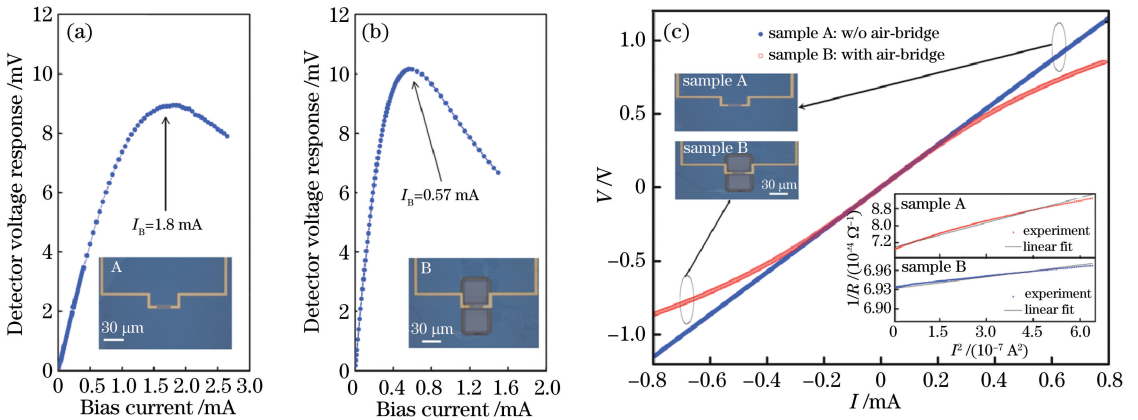 (a)
Detector voltage response /mV
12
10
8
6
4
2
0
I_B=1.8 mA
A
30 μm
0 0.5 1.0 1.5 2.0 2.5 3.0
Bias current /mA
(b)
Detector voltage response /mV
12
10
8
6
4
2
0
I_B=0.57 mA
B
30 μm
0 0.4 0.8 1.2 1.6 2.0
Bias current /mA
(c)
sample A: w/o air-bridge
sample B: with air-bridge
V/V
1.0
0.5
0
−0.5
−1.0
sample A
sample B
30 μm
1/R /(10⁻⁴ Ω⁻¹)
sample A
8.8
8.0
7.2
experiment
linear fit
sample B
6.96
6.93
6.90
experiment
linear fit
0 1.5 3.0 4.5 6.0
I² /(10⁻⁷ A²)
−0.8 −0.6 −0.4 −0.2 0 0.2 0.4 0.6 0.8
I /mA